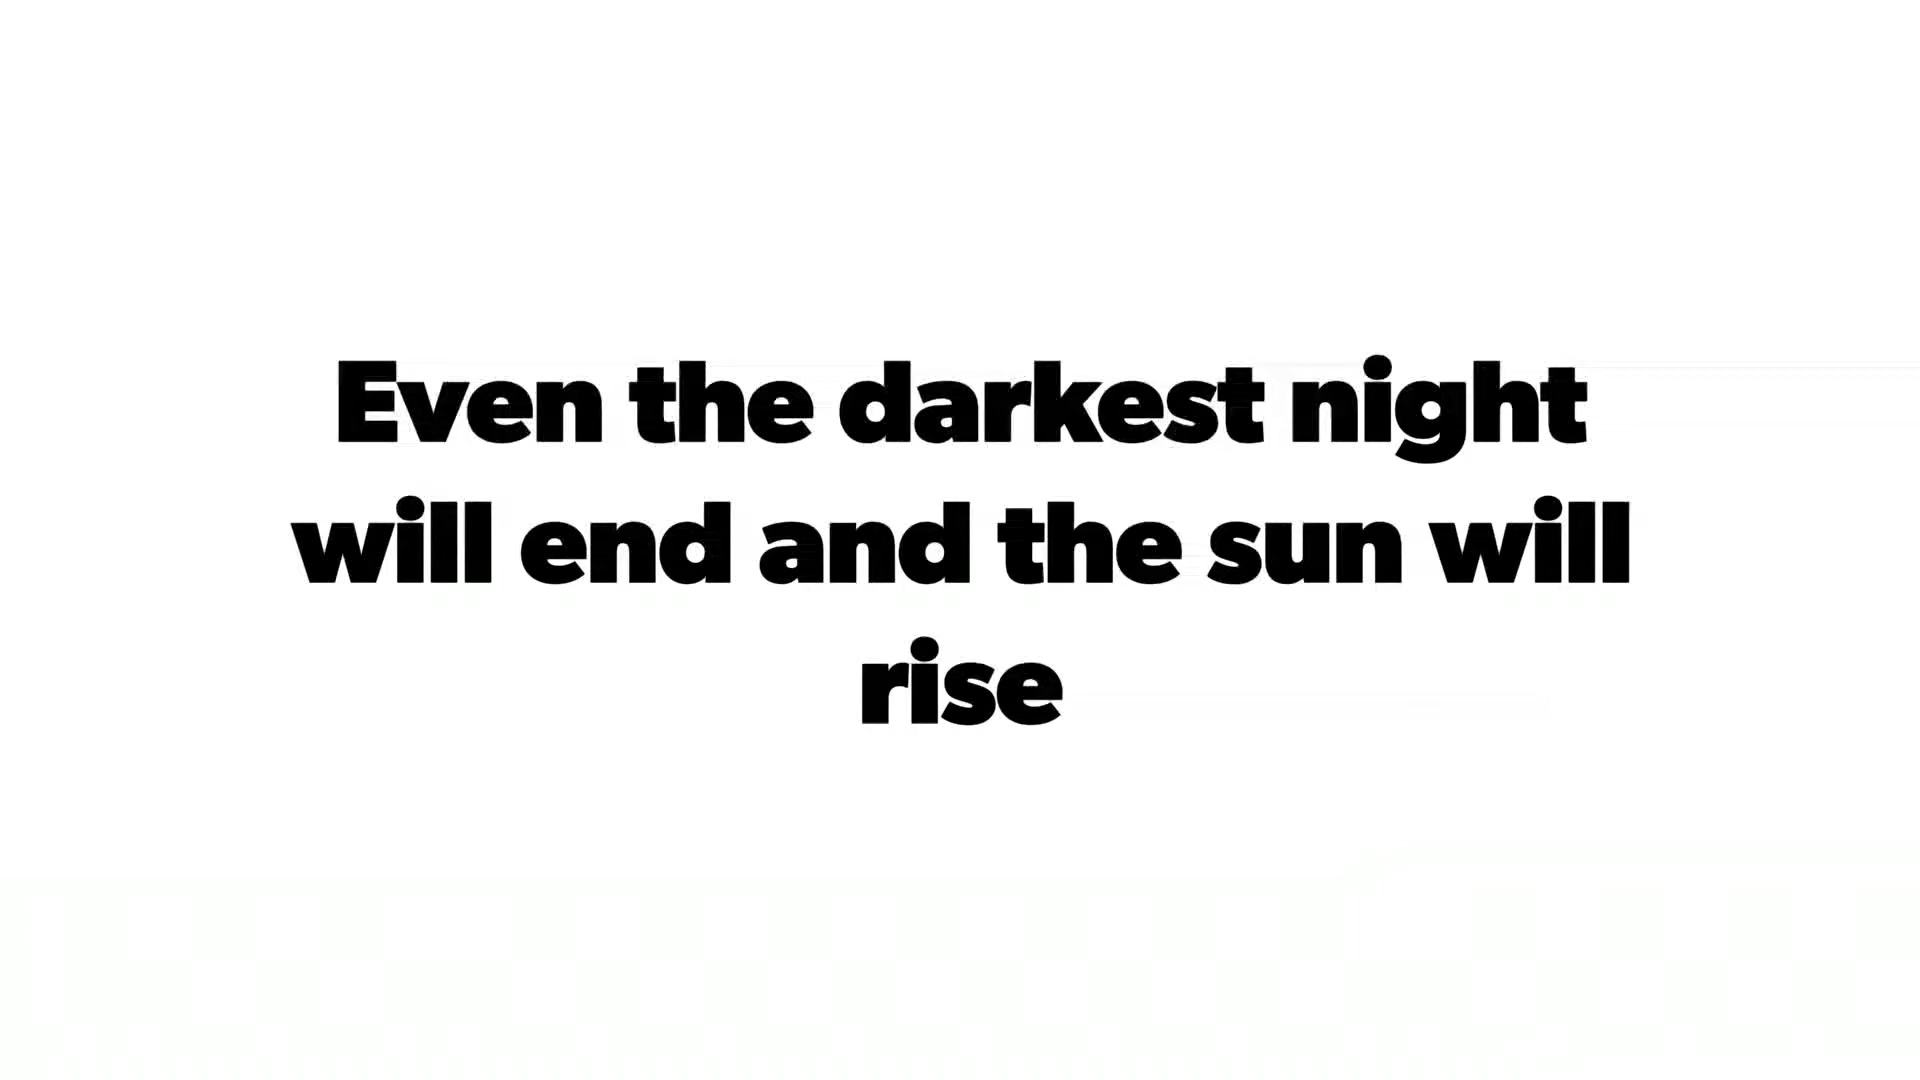 Even the darkest night
will end and the sun will
rise